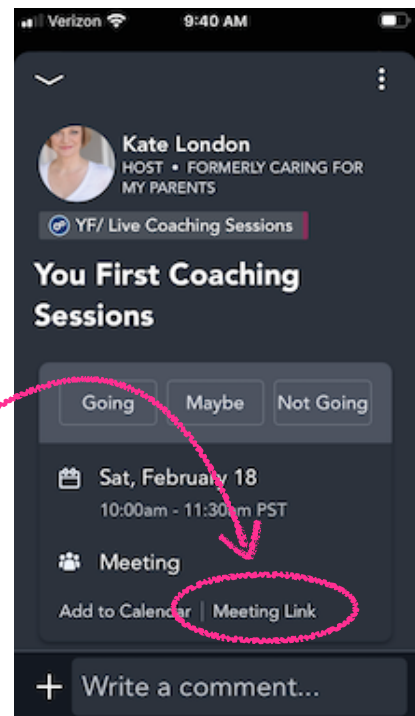 Verizon 9:40 AM
Kate London
HOST • FORMERLY CARING FOR
MY PARENTS
YF/ Live Coaching Sessions
You First Coaching
Sessions
Going Maybe Not Going
Sat, February 18
10:00am - 11:30am PST
Meeting
Add to Calendar | Meeting Link
+ Write a comment...